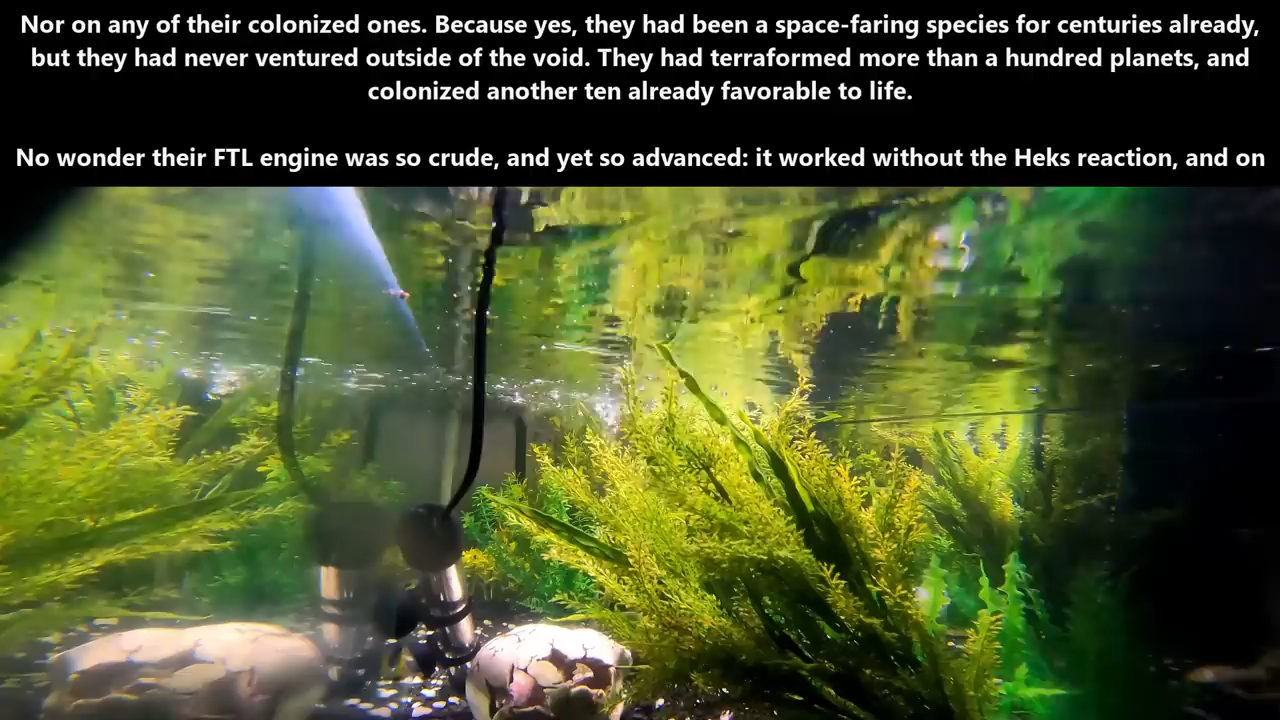 Nor on any of their colonized ones. Because yes, they had been a space-faring species for centuries already,
but they had never ventured outside of the void. They had terraformed more than a hundred planets, and
colonized another ten already favorable to life.
No wonder their FTL engine was so crude, and yet so advanced: it worked without the Heks reaction, and on